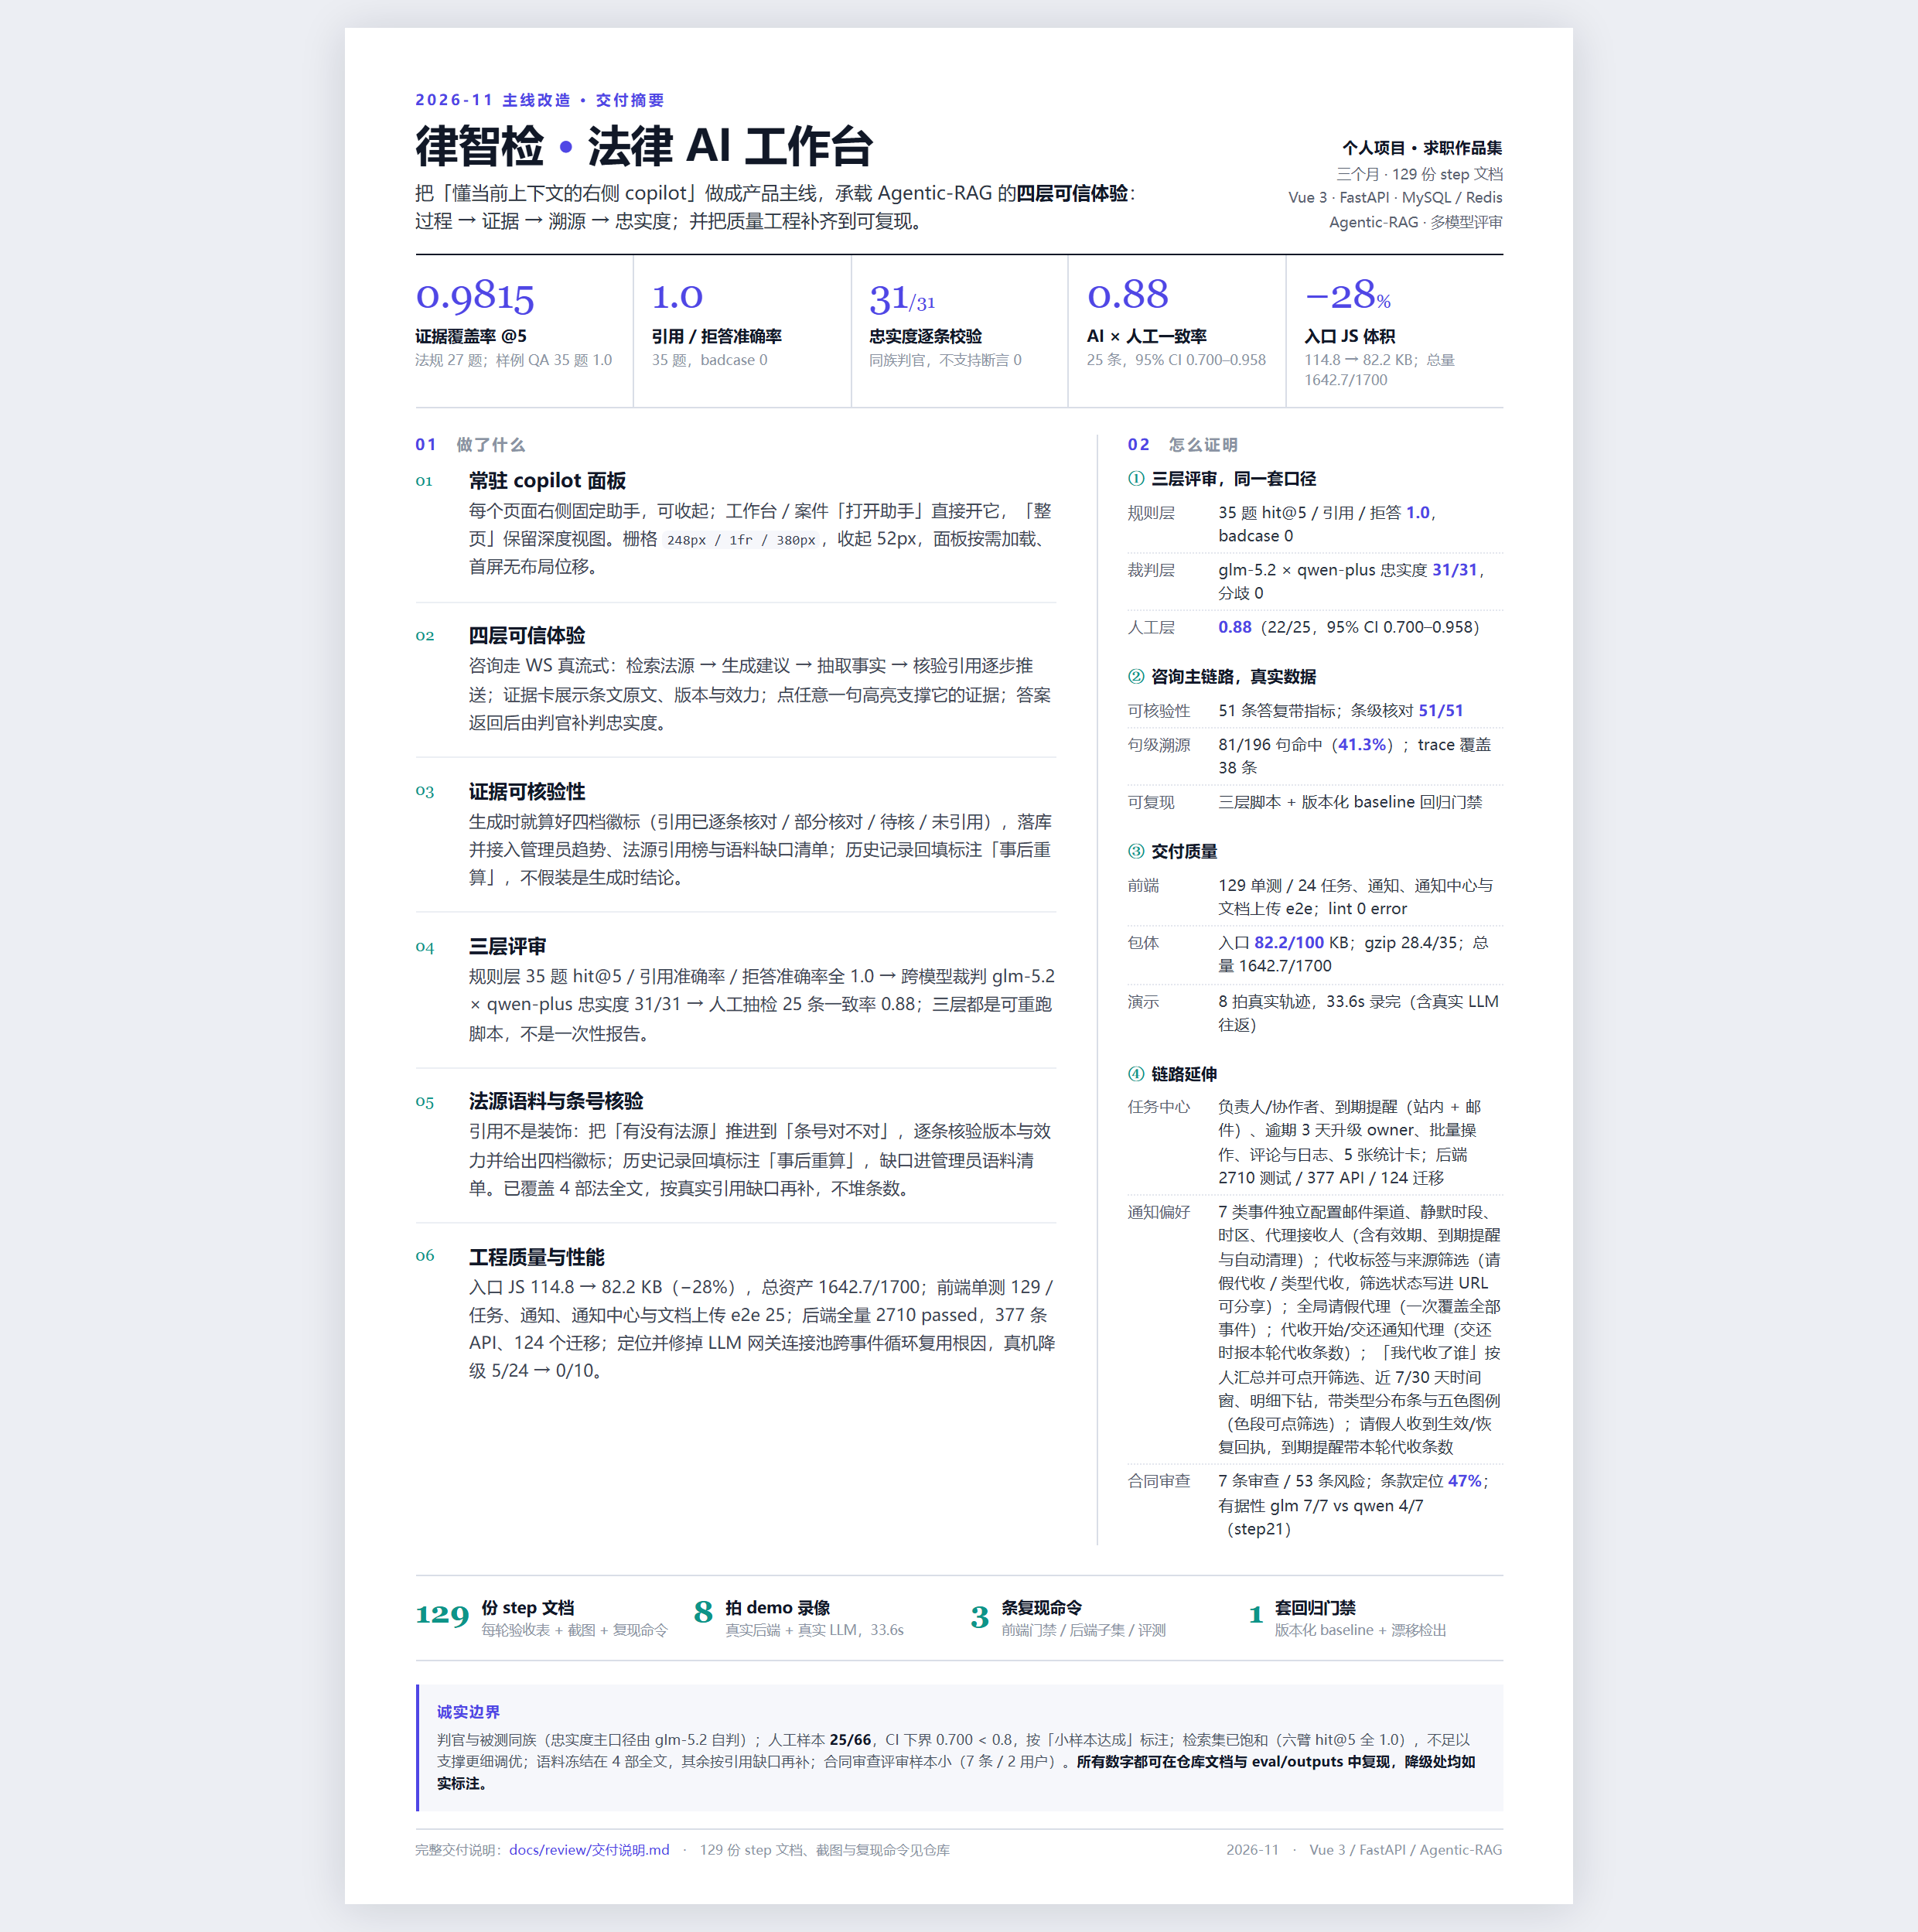 2026-11 主线改造 · 交付摘要
律智检 · 法律 AI 工作台
把「懂当前上下文的右侧 copilot」做成产品主线，承载 Agentic-RAG 的四层可信体验：
过程 → 证据 → 溯源 → 忠实度；并把质量工程补齐到可复现。
个人项目 · 求职作品集
三个月 · 129 份 step 文档
Vue 3 · FastAPI · MySQL / Redis
Agentic-RAG · 多模型评审
0.9815
证据覆盖率 @5
法规 27 题；样例 QA 35 题 1.0
1.0
引用 / 拒答准确率
35 题，badcase 0
31/31
忠实度逐条校验
同族判官，不支持断言 0
0.88
AI × 人工一致率
25 条，95% CI 0.700–0.958
−28%
入口 JS 体积
114.8 → 82.2 KB；总量
1642.7/1700
01 做了什么
01 常驻 copilot 面板
每个页面右侧固定助手，可收起；工作台 / 案件「打开助手」直接开它，「整
页」保留深度视图。栅格 248px / 1fr / 380px，收起 52px，面板按需加载、
首屏无布局位移。
02 四层可信体验
咨询走 WS 真流式：检索法源 → 生成建议 → 抽取事实 → 核验引用逐步推
送；证据卡展示条文原文、版本与效力；点任意一句高亮支撑它的证据；答案
返回后由判官补判忠实度。
03 证据可核验性
生成时就算好四档徽标（引用已逐条核对 / 部分核对 / 待核 / 未引用），落库
并接入管理员趋势、法源引用榜与语料缺口清单；历史记录回填标注「事后重
算」，不假装是生成时结论。
04 三层评审
规则层 35 题 hit@5 / 引用准确率 / 拒答准确率全 1.0 → 跨模型裁判 glm-5.2
× qwen-plus 忠实度 31/31 → 人工抽检 25 条一致率 0.88；三层都是可重跑
脚本，不是一次性报告。
05 法源语料与条号核验
引用不是装饰：把「有没有法源」推进到「条号对不对」，逐条核验版本与效
力并给出四档徽标；历史记录回填标注「事后重算」，缺口进管理员语料清
单。已覆盖 4 部法全文，按真实引用缺口再补，不堆条数。
06 工程质量与性能
入口 JS 114.8 → 82.2 KB（−28%），总资产 1642.7/1700；前端单测 129 /
任务、通知、通知中心与文档上传 e2e 25；后端全量 2710 passed，377 条
API、124 个迁移；定位并修掉 LLM 网关连接池跨事件循环复用根因，真机降
级 5/24 → 0/10。
02 怎么证明
① 三层评审，同一套口径
规则层 35 题 hit@5 / 引用 / 拒答 1.0，
badcase 0
裁判层 glm-5.2 × qwen-plus 忠实度 31/31，
分歧 0
人工层 0.88（22/25，95% CI 0.700–0.958）
② 咨询主链路，真实数据
可核验性 51 条答复带指标；条级核对 51/51
句级溯源 81/196 句命中（41.3%）；trace 覆盖
38 条
可复现 三层脚本 + 版本化 baseline 回归门禁
③ 交付质量
前端 129 单测 / 24 任务、通知、通知中心与
文档上传 e2e；lint 0 error
包体 入口 82.2/100 KB；gzip 28.4/35；总
量 1642.7/1700
演示 8 拍真实轨迹，33.6s 录完（含真实 LLM
往返）
④ 链路延伸
任务中心 负责人/协作者、到期提醒（站内 + 邮
件）、逾期 3 天升级 owner、批量操
作、评论与日志、5 张统计卡；后端
2710 测试 / 377 API / 124 迁移
通知偏好 7 类事件独立配置邮件渠道、静默时段、
时区、代理接收人（含有效期、到期提醒
与自动清理）；代收标签与来源筛选（请
假代收 / 类型代收，筛选状态写进 URL
可分享）；全局请假代理（一次覆盖全部
事件）；代收开始/交还通知代理（交还
时报本轮代收条数）；「我代收了谁」按
人汇总并可点开筛选、近 7/30 天时间
窗、明细下钻，带类型分布条与五色图例
（色段可点筛选）；请假人收到生效/恢
复回执，到期提醒带本轮代收条数
合同审查 7 条审查 / 53 条风险；条款定位 47%；
有据性 glm 7/7 vs qwen 4/7
（step21）
129 份 step 文档
每轮验收表 + 截图 + 复现命令
8 拍 demo 录像
真实后端 + 真实 LLM，33.6s
3 条复现命令
前端门禁 / 后端子集 / 评测
1 套回归门禁
版本化 baseline + 漂移检出
诚实边界
判官与被测同族（忠实度主口径由 glm-5.2 自判）；人工样本 25/66，CI 下界 0.700 < 0.8，按「小样本达成」标注；检索集已饱和（六臂 hit@5 全 1.0），不足以
支撑更细调优；语料冻结在 4 部全文，其余按引用缺口再补；合同审查评审样本小（7 条 / 2 用户）。所有数字都可在仓库文档与 eval/outputs 中复现，降级处均如
实标注。
完整交付说明：docs/review/交付说明.md · 129 份 step 文档、截图与复现命令见仓库
2026-11 · Vue 3 / FastAPI / Agentic-RAG